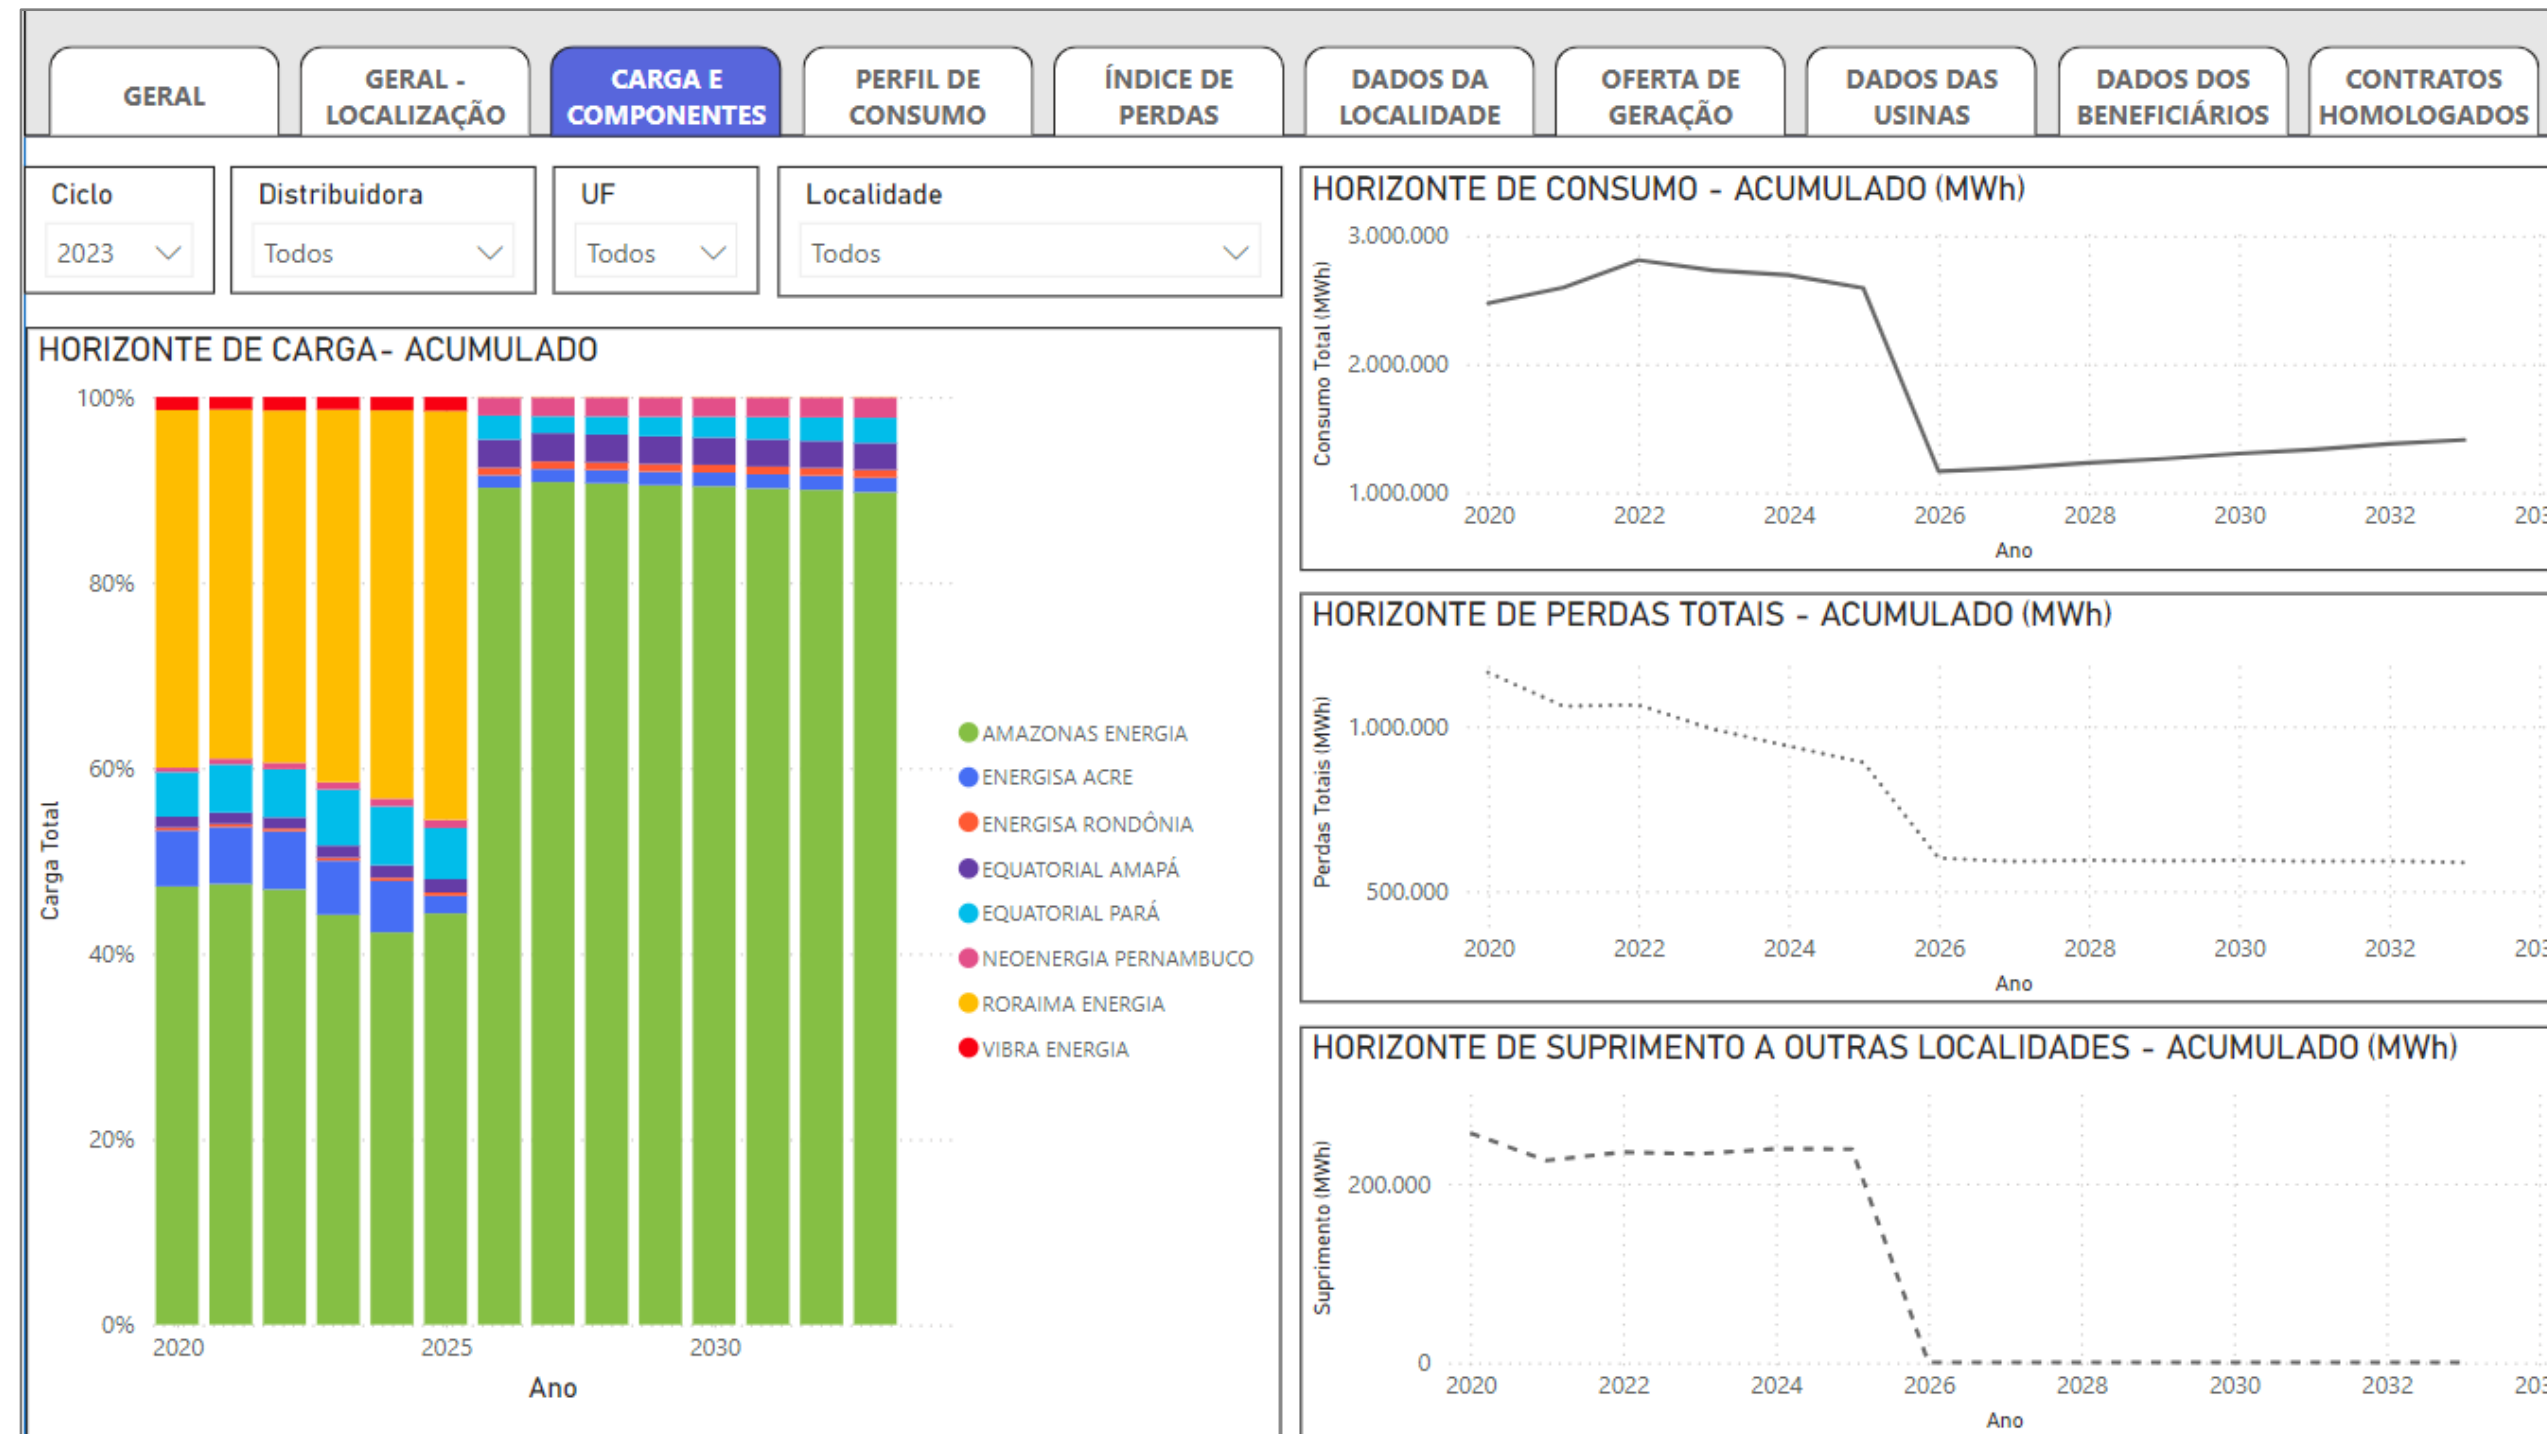 GERAL
GERAL -
LOCALIZAÇÃO
CARGA E
COMPONENTES
PERFIL DE
CONSUMO
ÍNDICE DE
PERDAS
DADOS DA
LOCALIDADE
OFERTA DE
GERAÇÃO
DADOS DAS
USINAS
DADOS DOS
BENEFICIÁRIOS
CONTRATOS
HOMOLOGADOS
Ciclo
2023
Distribuidora
Todos
UF
Todos
Localidade
Todos
HORIZONTE DE CARGA- ACUMULADO
Carga Total
100%
80%
60%
40%
20%
0%
2020
2025
2030
Ano
AMAZONAS ENERGIA
ENERGISA ACRE
ENERGISA RONDÔNIA
EQUATORIAL AMAPÁ
EQUATORIAL PARÁ
NEOENERGIA PERNAMBUCO
RORAIMA ENERGIA
VIBRA ENERGIA
HORIZONTE DE CONSUMO - ACUMULADO (MWh)
Consumo Total (MWh)
3.000.000
2.000.000
1.000.000
2020
2022
2024
2026
2028
2030
2032
Ano
HORIZONTE DE PERDAS TOTAIS - ACUMULADO (MWh)
Perdas Totais (MWh)
1.000.000
500.000
2020
2022
2024
2026
2028
2030
2032
Ano
HORIZONTE DE SUPRIMENTO A OUTRAS LOCALIDADES - ACUMULADO (MWh)
Suprimento (MWh)
200.000
0
2020
2022
2024
2026
2028
2030
2032
Ano